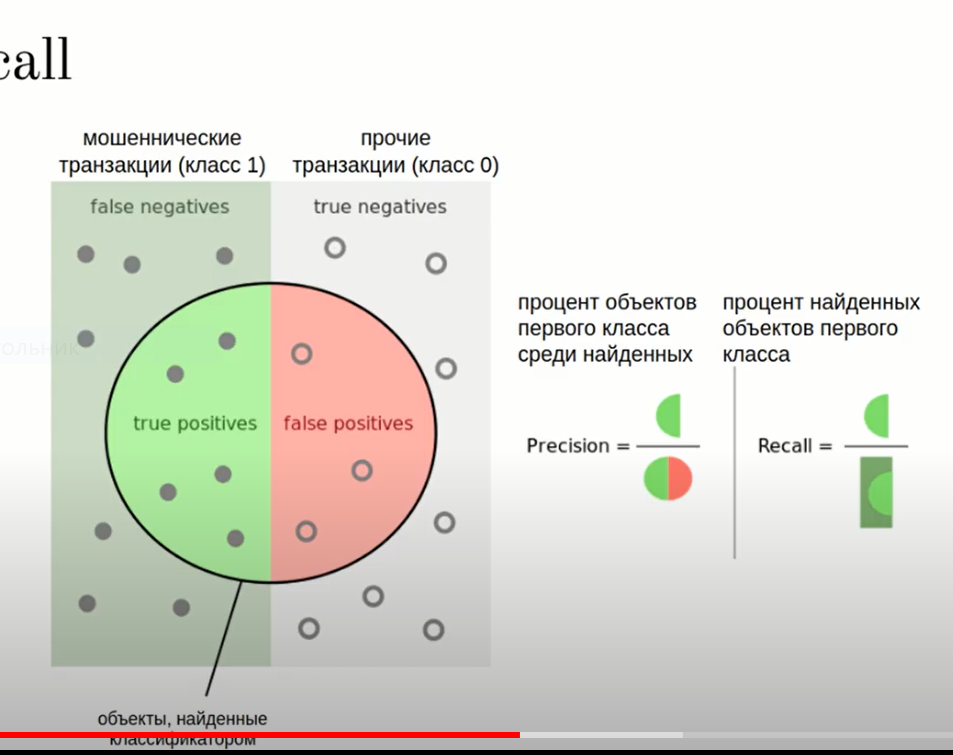 call
мошеннические
транзакции (класс 1)
прочие
транзакции (класс 0)
false negatives
true negatives
true positives
false positives
объекты, найденные
классификатором
процент объектов
первого класса
среди найденных
Precision =
процент найденных
объектов первого
класса
Recall =